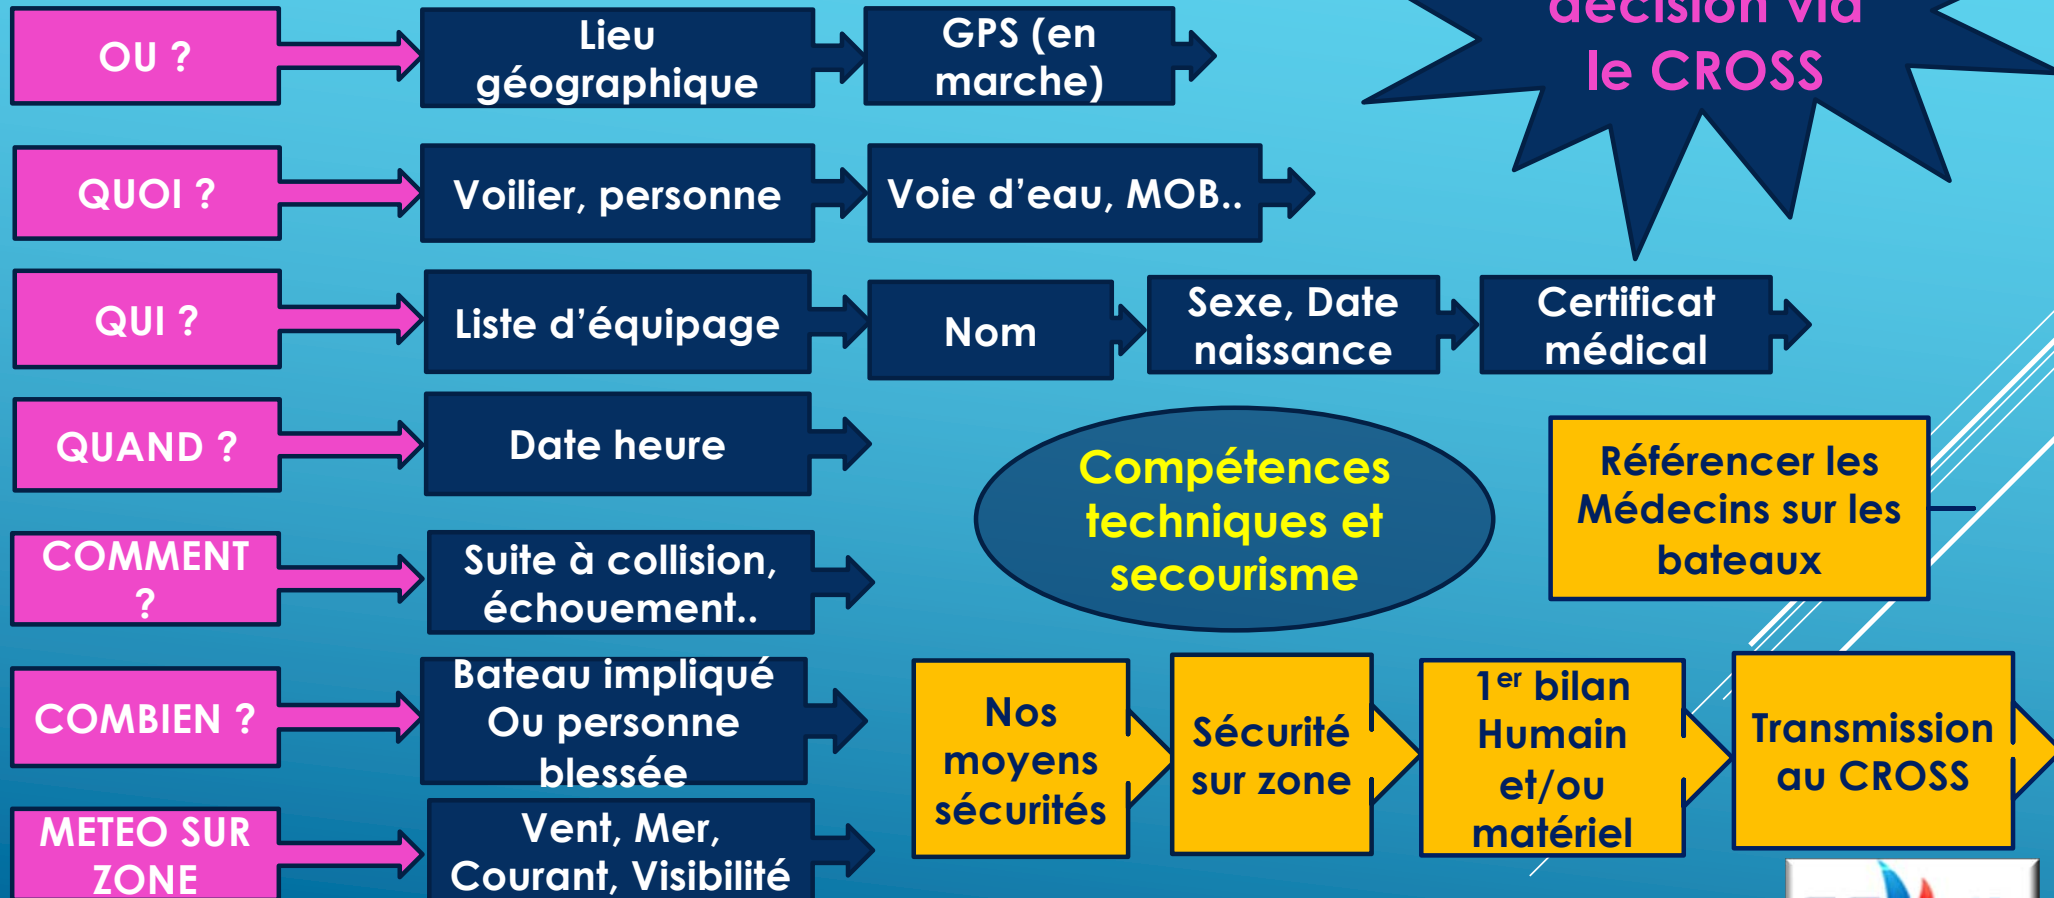 décision via
le CROSS
OU ?
Lieu
géographique
GPS (en
marche)
QUOI ?
Voilier, personne
Voie d’eau, MOB..
QUI ?
Liste d’équipage
Nom
Sexe, Date
naissance
Certificat
médical
QUAND ?
Date heure
Compétences
techniques et
secourisme
Référencer les
Médecins sur les
bateaux
COMMENT
?
Suite à collision,
échouement..
COMBIEN ?
Bateau impliqué
Ou personne
blessée
Nos
moyens
sécurités
Sécurité
sur zone
1er bilan
Humain
et/ou
matériel
Transmission
au CROSS
METEO SUR
ZONE
Vent, Mer,
Courant, Visibilité